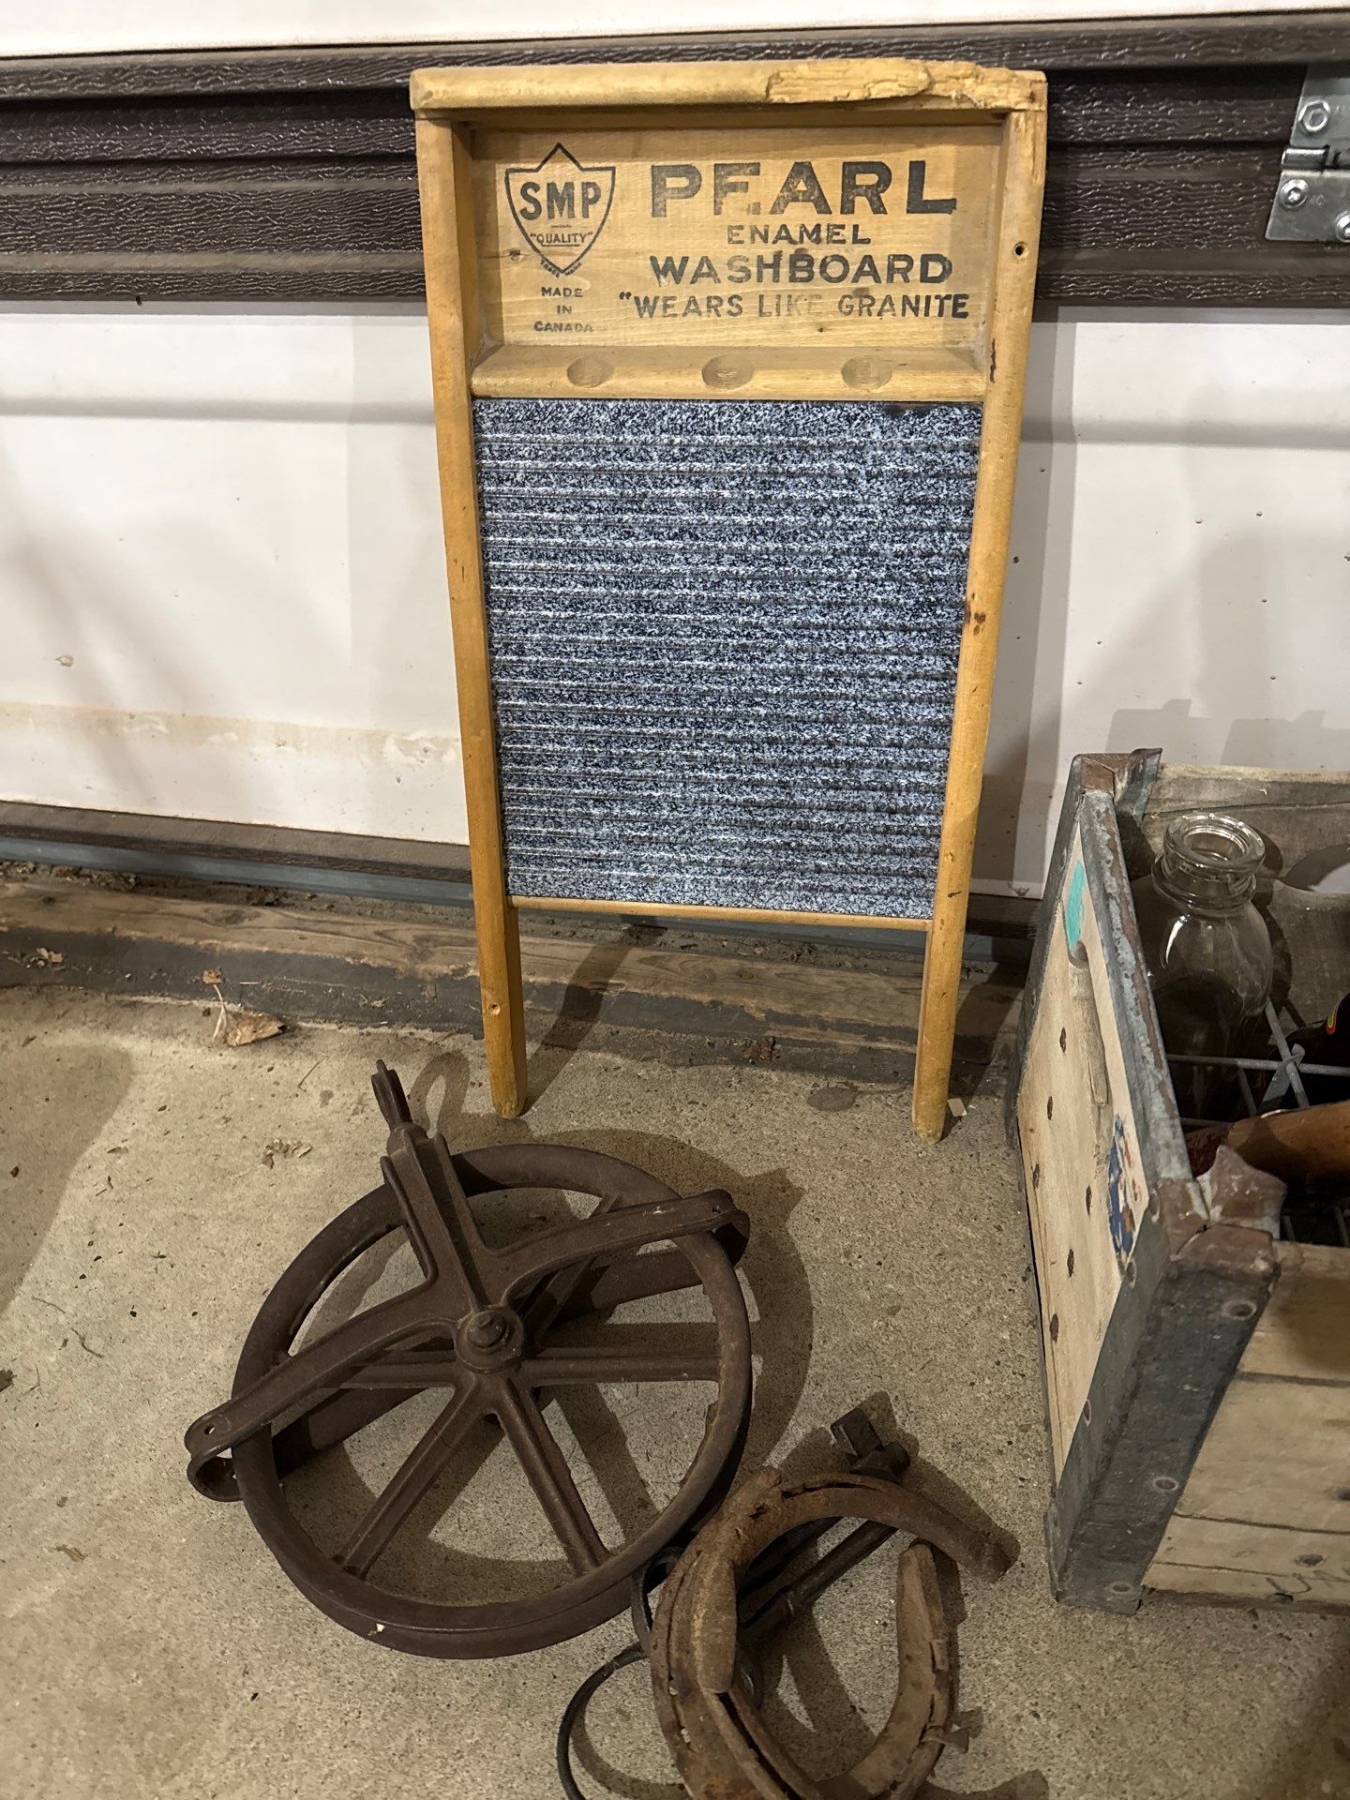 SMP
"QUALITY"
MADE
IN
CANADA
PEARL
ENAMEL
WASHBOARD
"WEARS LIKE GRANITE